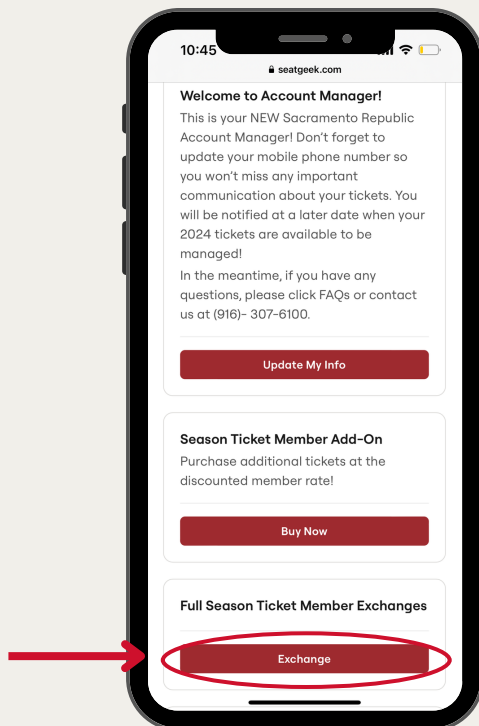 10:45
seatgeek.com
Welcome to Account Manager!
This is your NEW Sacramento Republic
Account Manager! Don't forget to
update your mobile phone number so
you won't miss any important
communication about your tickets. You
will be notified at a later date when your
2024 tickets are available to be
managed!
In the meantime, if you have any
questions, please click FAQs or contact
us at (916)- 307-6100.
Update My Info
Season Ticket Member Add-On
Purchase additional tickets at the
discounted member rate!
Buy Now
Full Season Ticket Member Exchanges
Exchange